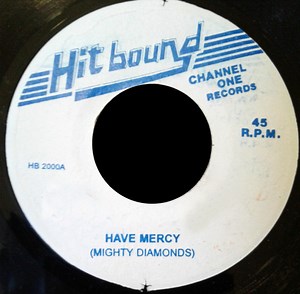 Hit bound
CHANNEL
ONE
RECORDS
45
R.P.M.
HB 2000A
HAVE MERCY
(MIGHTY DIAMONDS)